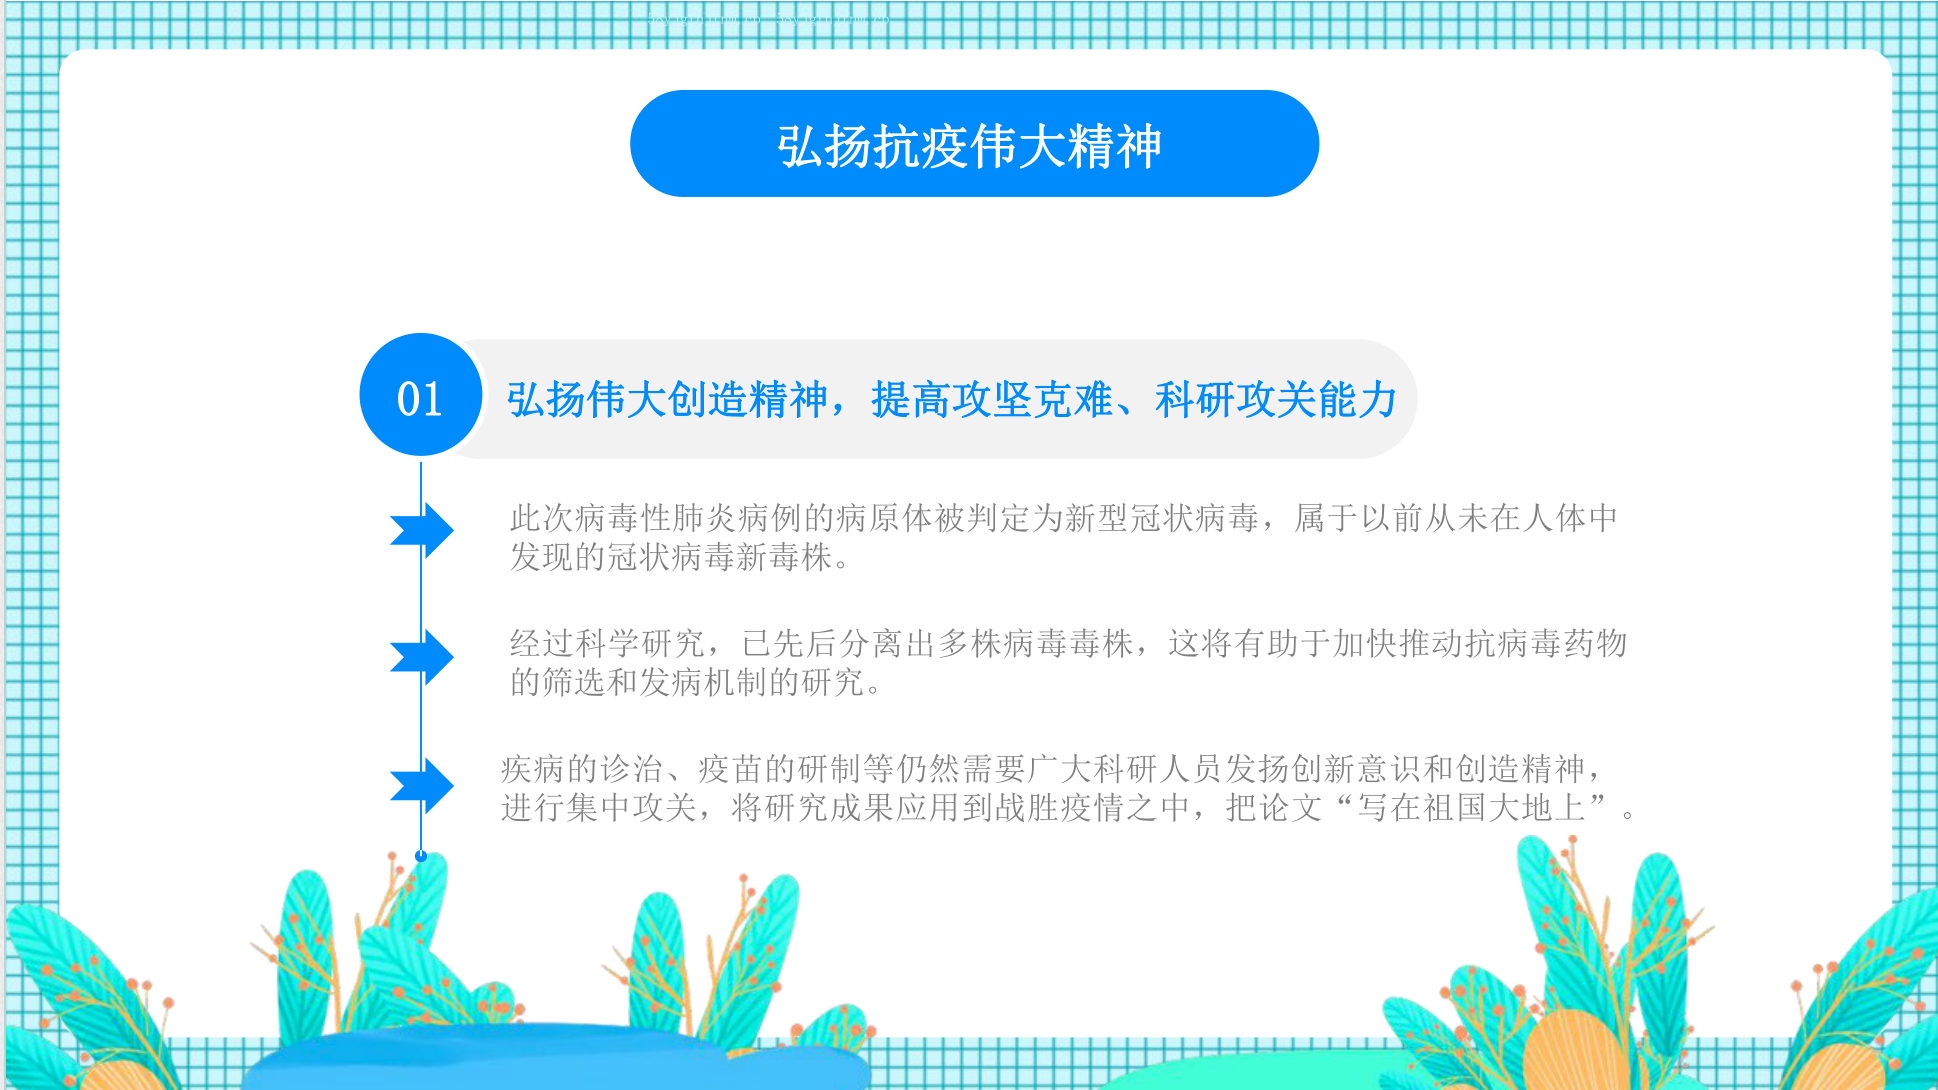 弘扬抗疫伟大精神
01
弘扬伟大创造精神，提高攻坚克难、科研攻关能力
此次病毒性肺炎病例的病原体被判定为新型冠状病毒，属于以前从未在人体中
发现的冠状病毒新毒株。
经过科学研究，已先后分离出多株病毒毒株，这将有助于加快推动抗病毒药物
的筛选和发病机制的研究。
疾病的诊治、疫苗的研制等仍然需要广大科研人员发扬创新意识和创造精神，
进行集中攻关，将研究成果应用到战胜疫情之中，把论文“写在祖国大地上”。